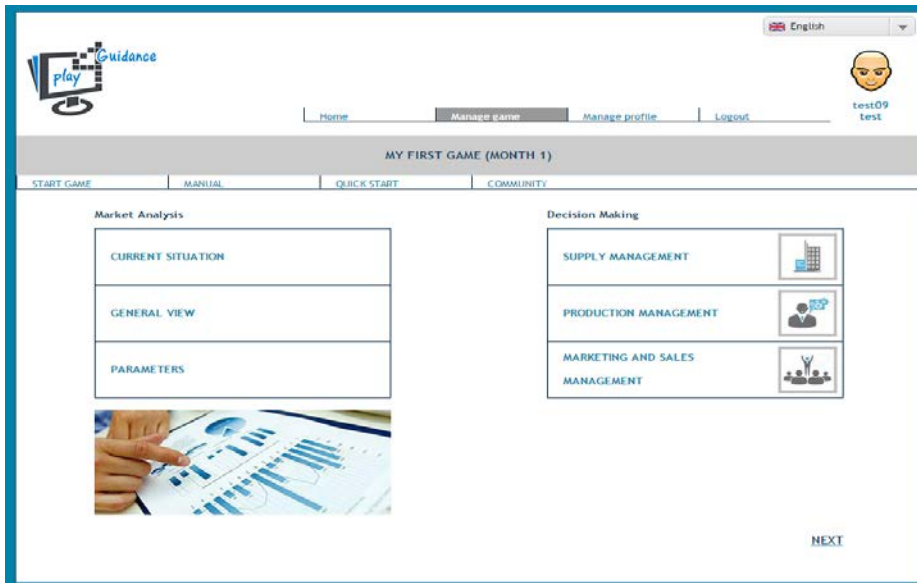 English
play Guidance
test09
test
Home Manage game Manage profile Logout
MY FIRST GAME (MONTH 1)
START GAME MANUAL QUICK START COMMUNITY
Market Analysis
CURRENT SITUATION
GENERAL VIEW
PARAMETERS
Decision Making
SUPPLY MANAGEMENT
PRODUCTION MANAGEMENT
MARKETING AND SALES
MANAGEMENT
NEXT